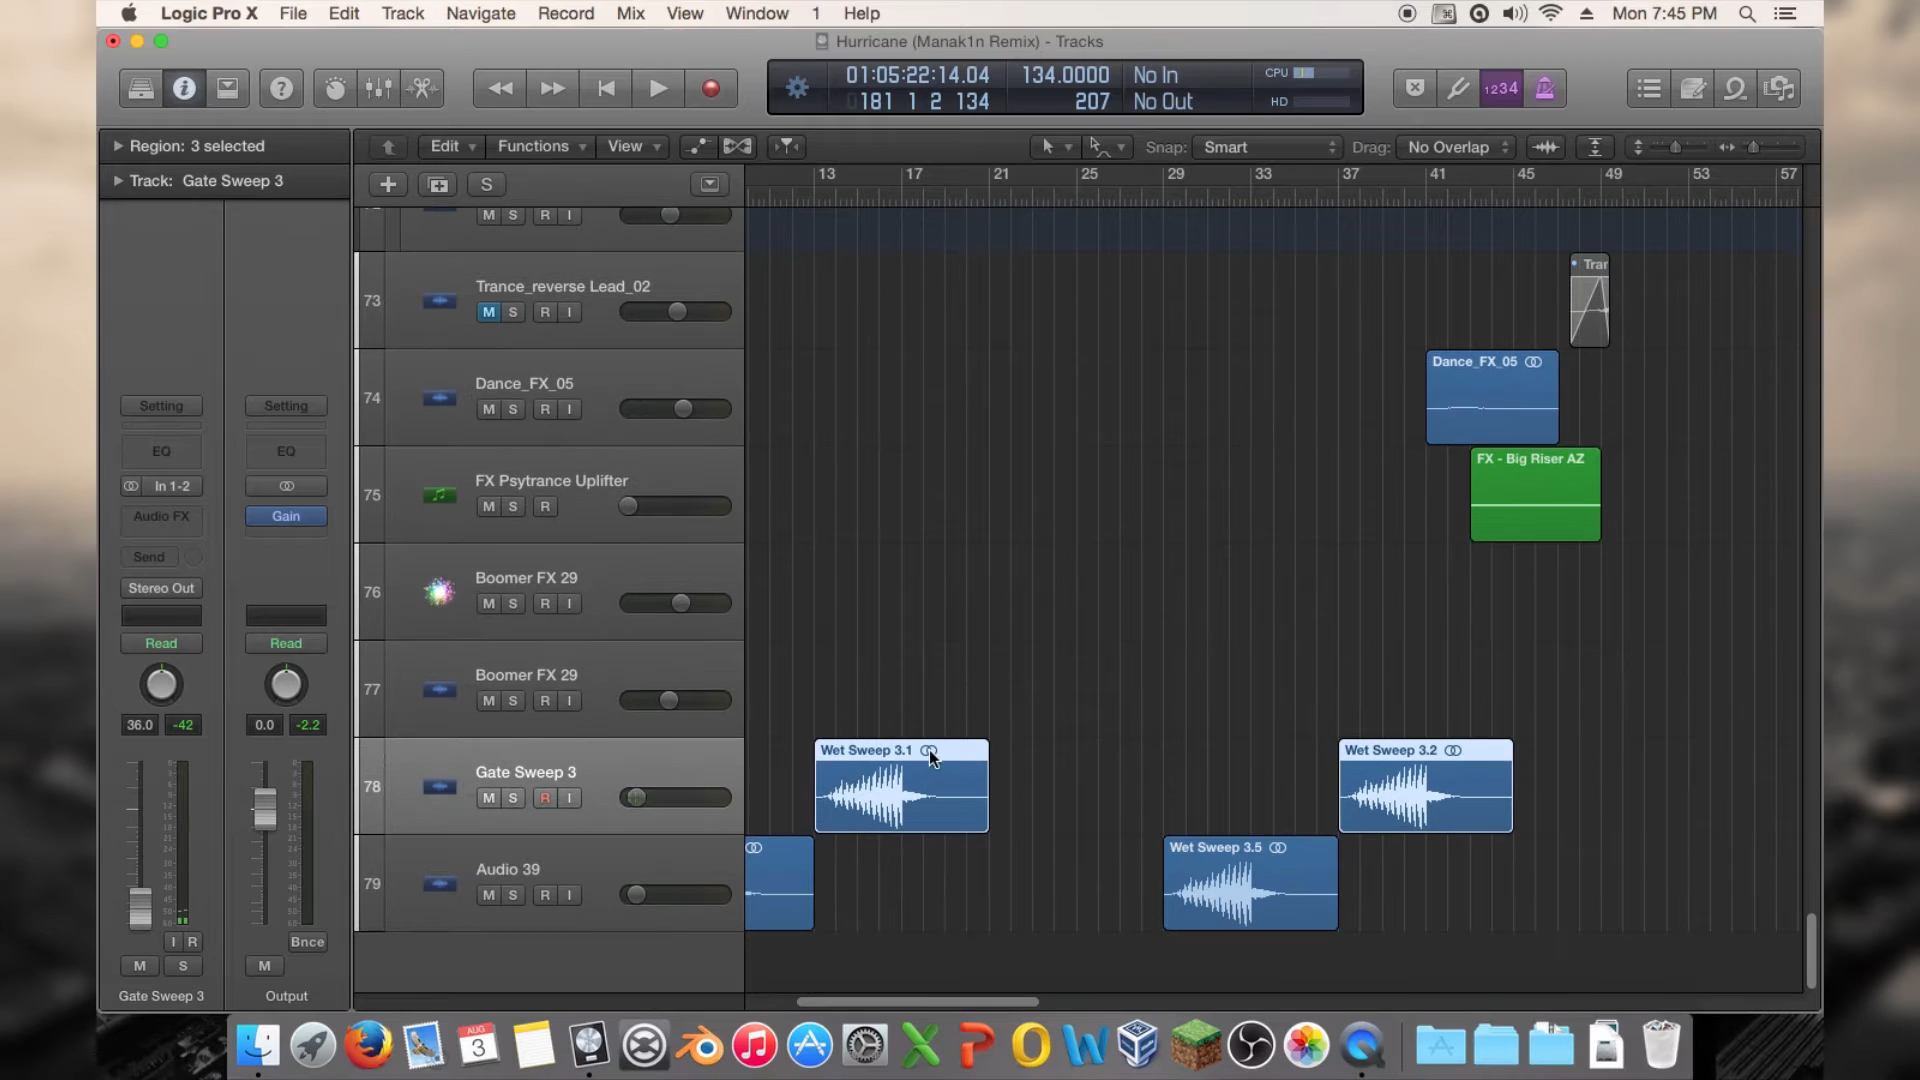 Logic Pro X File Edit Track Navigate Record Mix View Window 1 Help Mon 7:45 PM
Hurricane (Manak1n Remix) - Tracks
01:05:22:14.04 134.0000 No In CPU
181 1 2 134 207 No Out HD
1234
Region: 3 selected
Edit Functions View Snap: Smart Drag: No Overlap
Track: Gate Sweep 3
S
13 17 21 25 29 33 37 41 45 49 53 57
M S R I
73 Trance_reverse Lead_02
M S R I
Tran
74 Dance_FX_05
M S R I
Dance_FX_05
75 FX Psytrance Uplifter
M S R
FX - Big Riser AZ
76 Boomer FX 29
M S R I
77 Boomer FX 29
M S R I
78 Gate Sweep 3
M S R I
Wet Sweep 3.1
Wet Sweep 3.2
79 Audio 39
M S R I
Wet Sweep 3.5
Setting Setting
EQ EQ
In 1-2
Audio FX Gain
Send
Stereo Out
Read Read
36.0 -42 0.0 -2.2
I R Bnce
M S M
Gate Sweep 3 Output
AUG
3